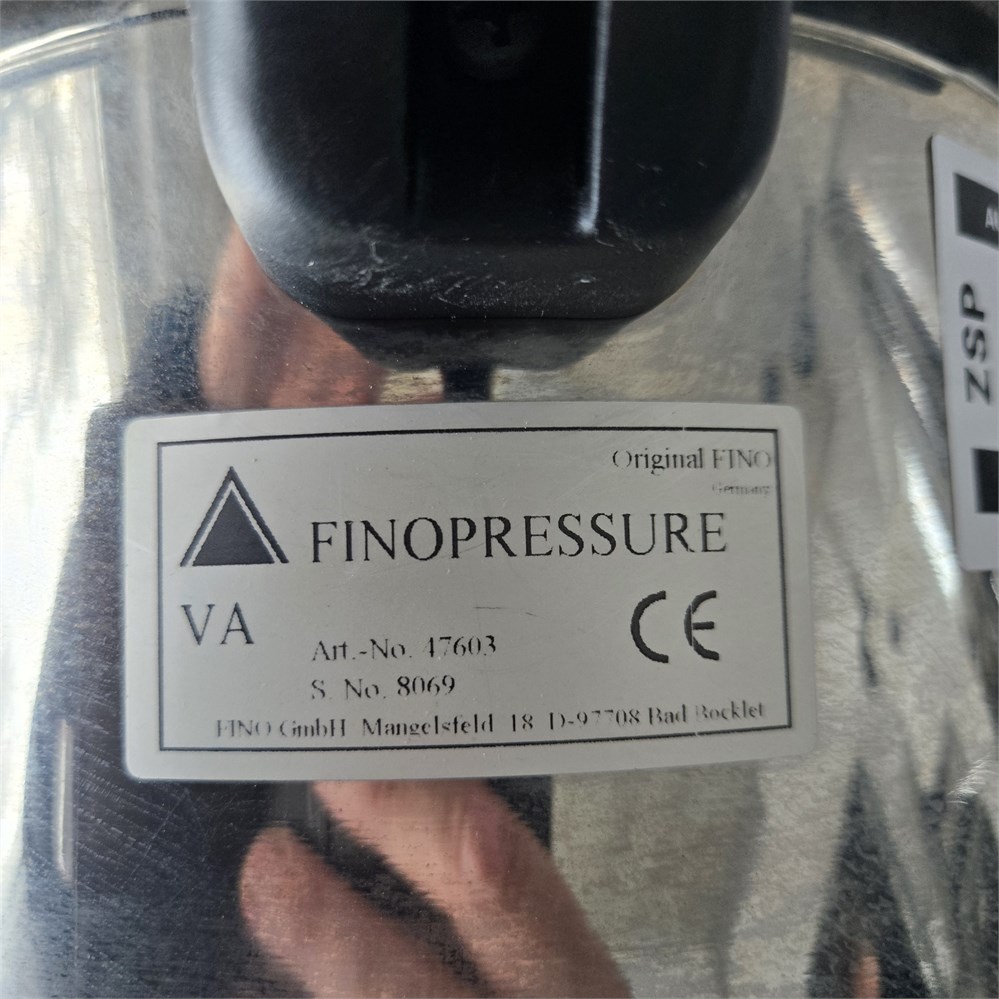 Original FINO
Germany
FINOPRESSURE
VA
CE
Art.-No. 47603
S. No. 8069
FINO GmbH Mangelsfeld 18 D-97708 Bad Bocklet
ZSP